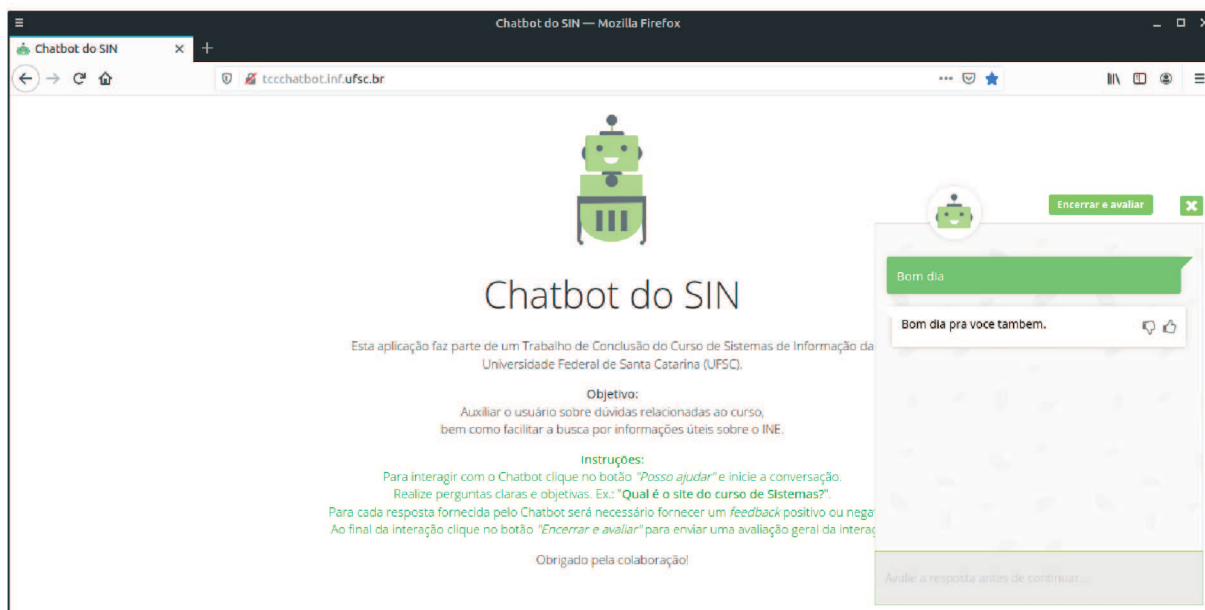 Chatbot do SIN — Mozilla Firefox
Chatbot do SIN
tccchatbot.inf.ufsc.br
Chatbot do SIN
Esta aplicação faz parte de um Trabalho de Conclusão do Curso de Sistemas de Informação da
Universidade Federal de Santa Catarina (UFSC).
Objetivo:
Auxiliar o usuário sobre dúvidas relacionadas ao curso,
bem como facilitar a busca por informações úteis sobre o INE.
Instruções:
Para interagir com o Chatbot clique no botão "Posso ajudar" e inicie a conversação.
Realize perguntas claras e objetivas. Ex.: "Qual é o site do curso de Sistemas?".
Para cada resposta fornecida pelo Chatbot será necessário fornecer um feedback positivo ou nega
Ao final da interação clique no botão "Encerrar e avaliar" para enviar uma avaliação geral da interaç
Obrigado pela colaboração!
Encerrar e avaliar
Bom dia
Bom dia pra voce tambem.
Avalie a resposta antes de continuar...